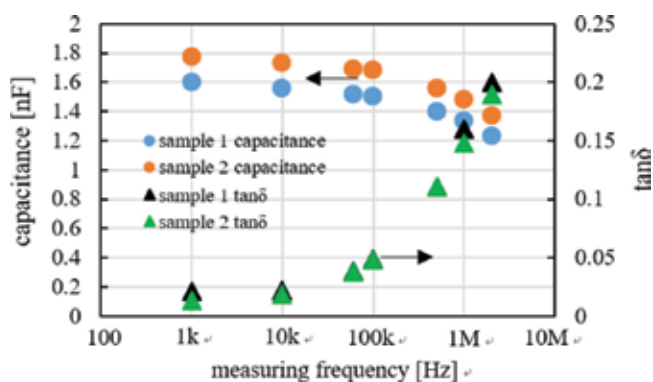 2
1.8
1.6
1.4
1.2
1
0.8
0.6
0.4
0.2
0
capacitance [nF]
sample 1 capacitance
sample 2 capacitance
sample 1 tanδ
sample 2 tanδ
0.25
0.2
0.15
0.1
0.05
0
tanδ
100 1k 10k 100k 1M 10M
measuring frequency [Hz]